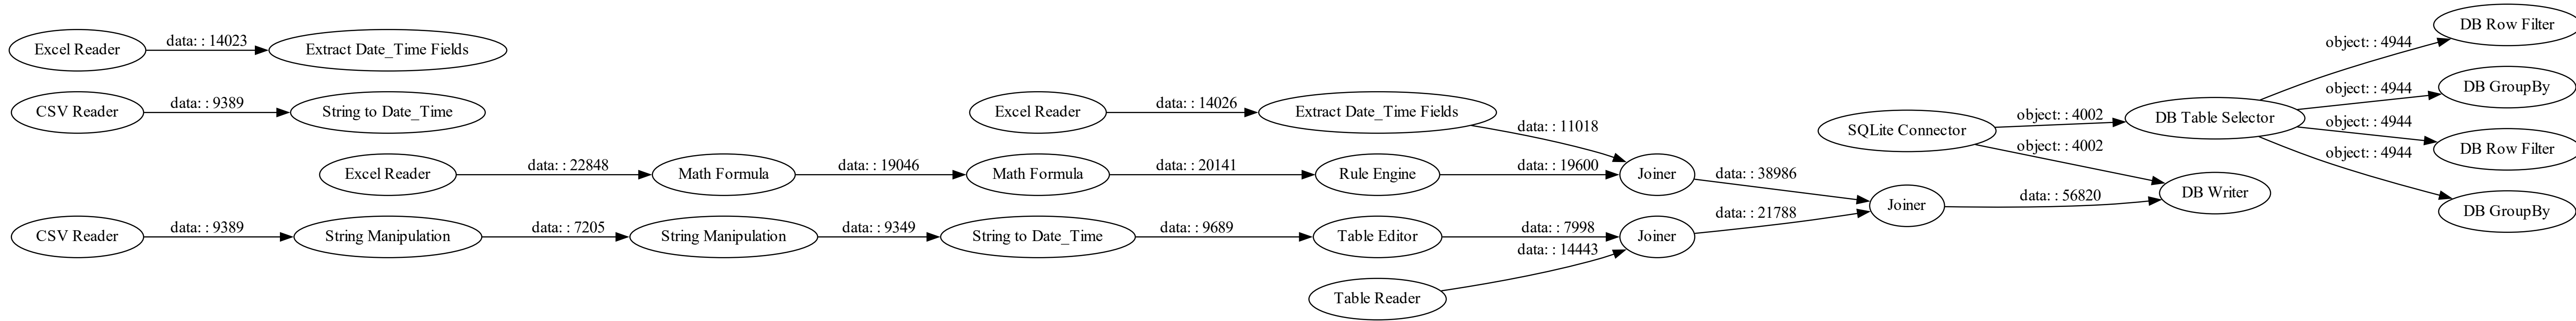 Excel Reader
data: : 14023
Extract Date_Time Fields
CSV Reader
data: : 9389
String to Date_Time
Excel Reader
data: : 14026
Extract Date_Time Fields
data: : 11018
Excel Reader
data: : 22848
Math Formula
data: : 19046
Math Formula
data: : 20141
Rule Engine
data: : 19600
Joiner
data: : 38986
CSV Reader
data: : 9389
String Manipulation
data: : 7205
String Manipulation
data: : 9349
String to Date_Time
data: : 9689
Table Editor
data: : 7998
Joiner
data: : 21788
Table Reader
data: : 14443
Joiner
data: : 56820
SQLite Connector
object: : 4002
object: : 4002
DB Table Selector
DB Writer
object: : 4944
DB Row Filter
object: : 4944
DB GroupBy
object: : 4944
DB Row Filter
object: : 4944
DB GroupBy